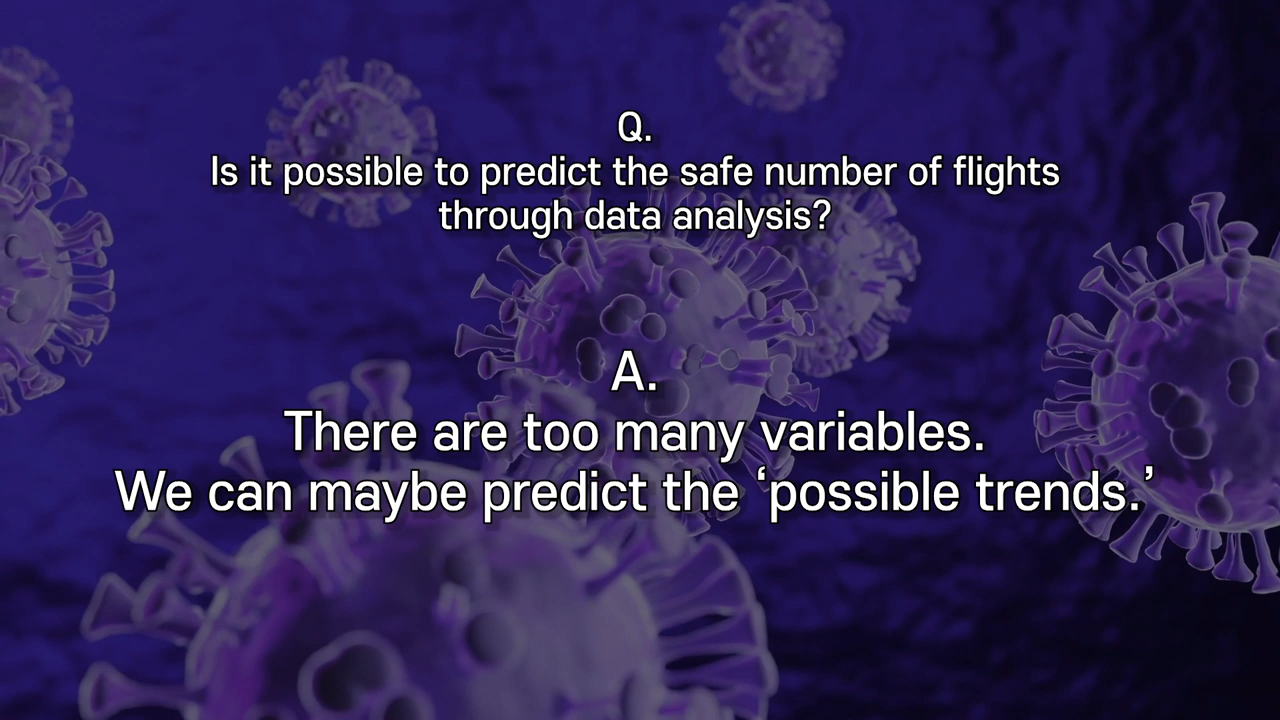 Q.
Is it possible to predict the safe number of flights
through data analysis?
A.
There are too many variables.
We can maybe predict the ‘possible trends.’